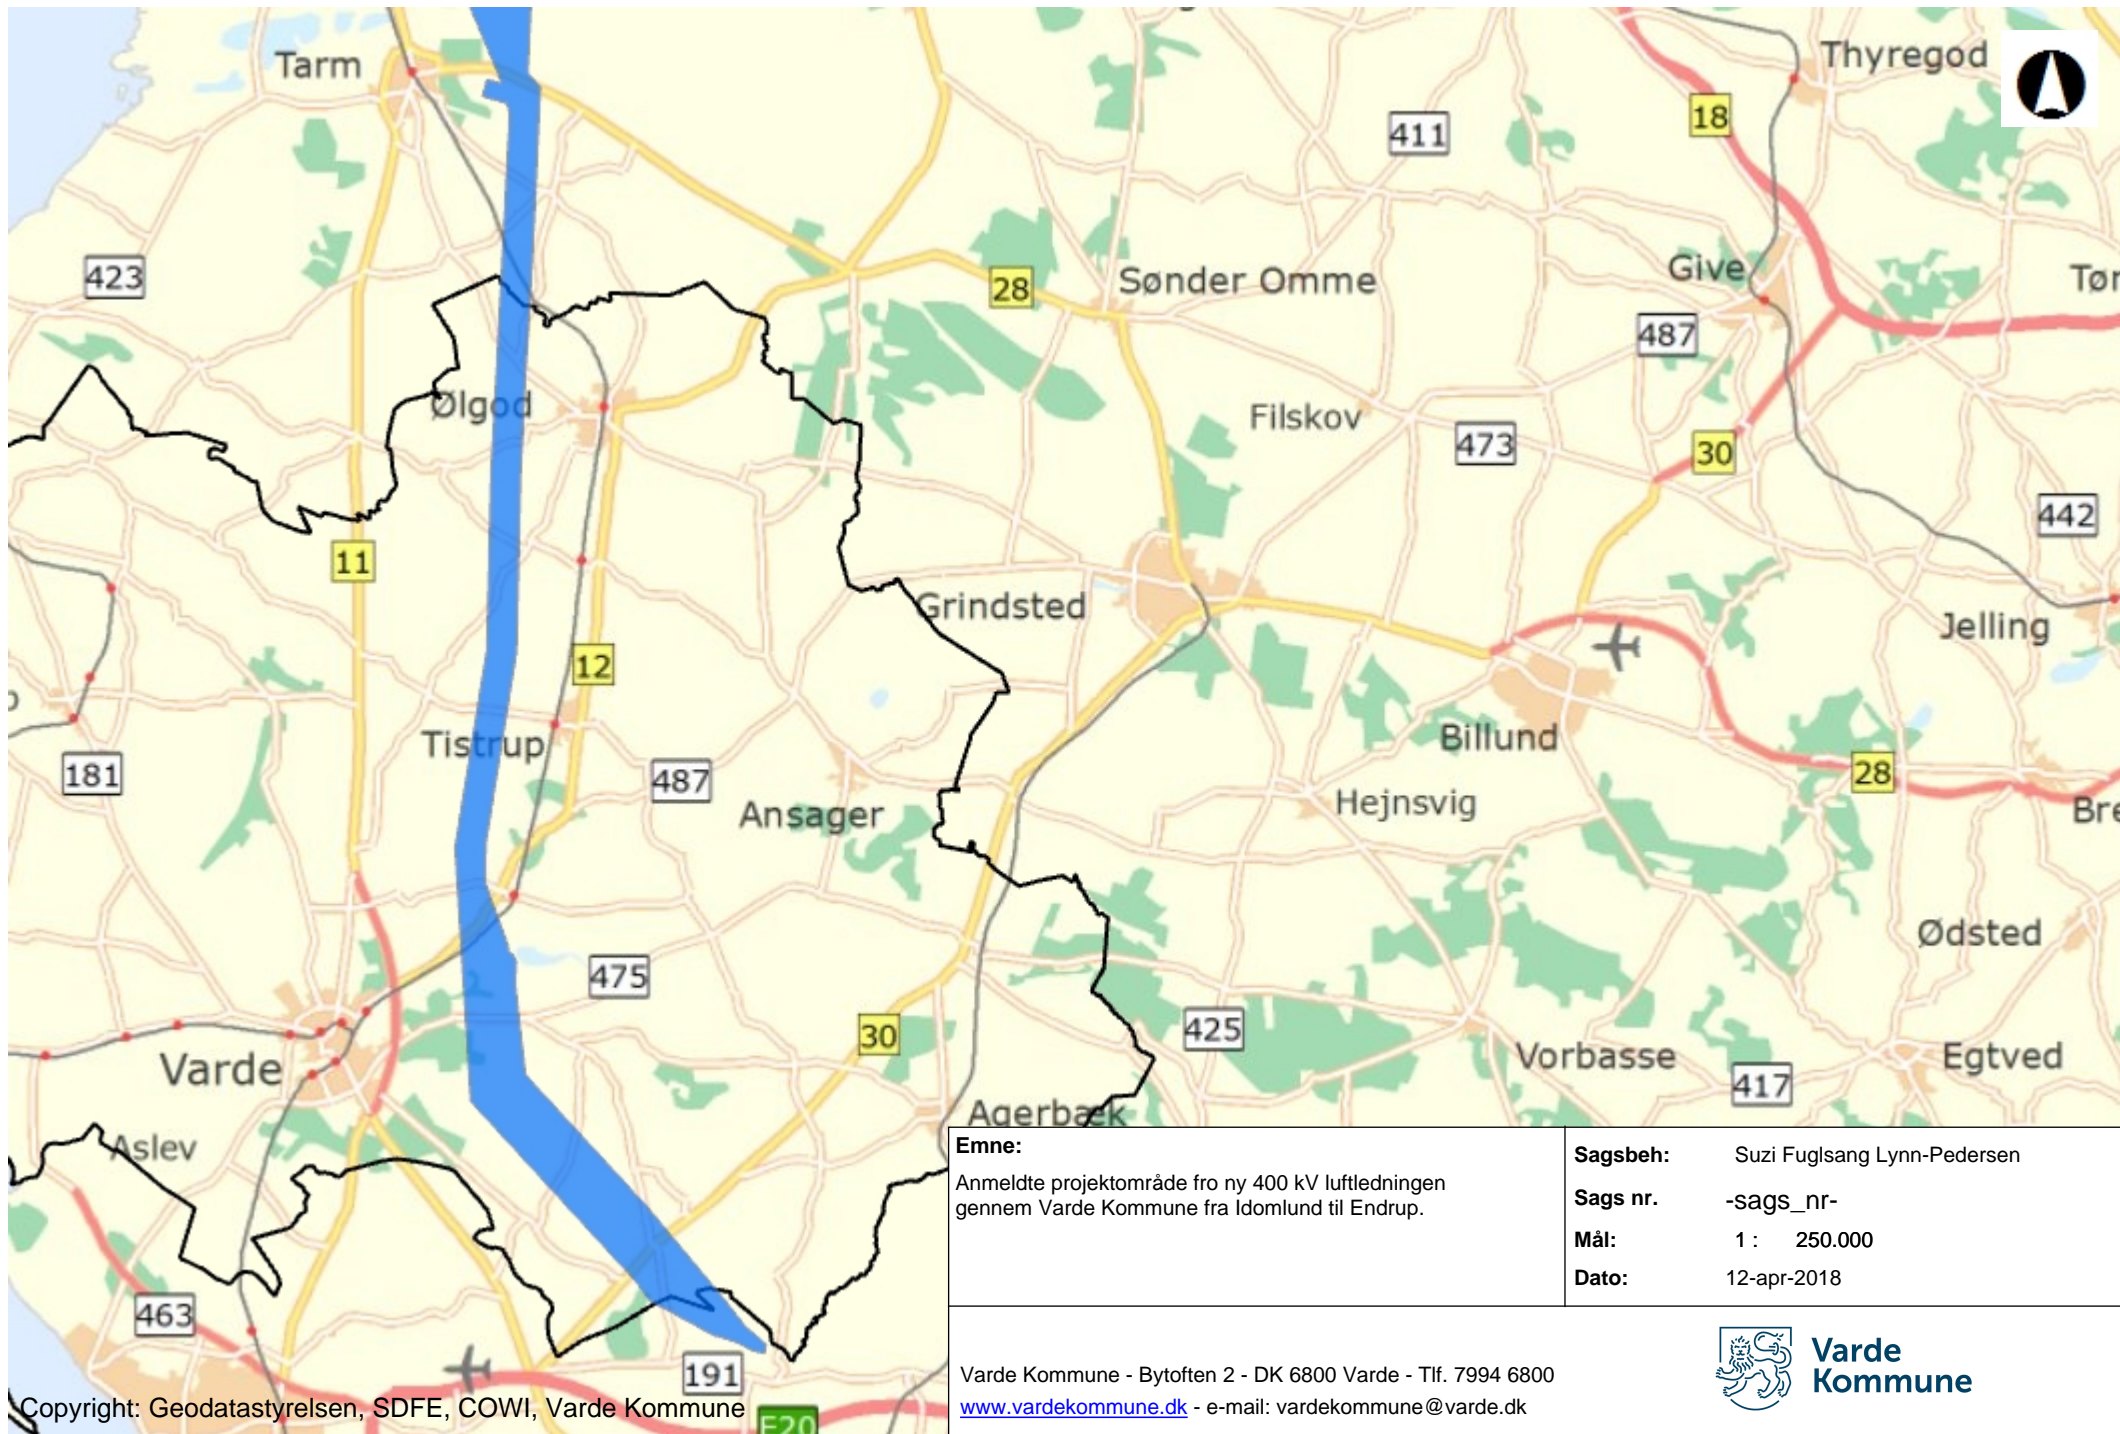 Tarm
Thyregod
18
411
423
Sønder Omme
Give
28
487
Ølgod
Filskov
473
30
442
11
Grindsted
Jelling
12
Tistrup
Billund
181
487
28
Ansager
Hejnsvig
Ødsted
475
30
425
Varde
Vorbasse
Egtved
417
Agerbæk
Aslev
463
191
E20
Copyright: Geodatastyrelsen, SDFE, COWI, Varde Kommune
Emne:
Anmeldte projektområde fro ny 400 kV luftledningen
gennem Varde Kommune fra Idomlund til Endrup.
Sagsbeh: Suzi Fuglsang Lynn-Pedersen
Sags nr. -sags_nr-
Mål: 1 : 250.000
Dato: 12-apr-2018
Varde Kommune - Bytoften 2 - DK 6800 Varde - Tlf. 7994 6800
www.vardekommune.dk - e-mail: vardekommune@varde.dk
Varde
Kommune